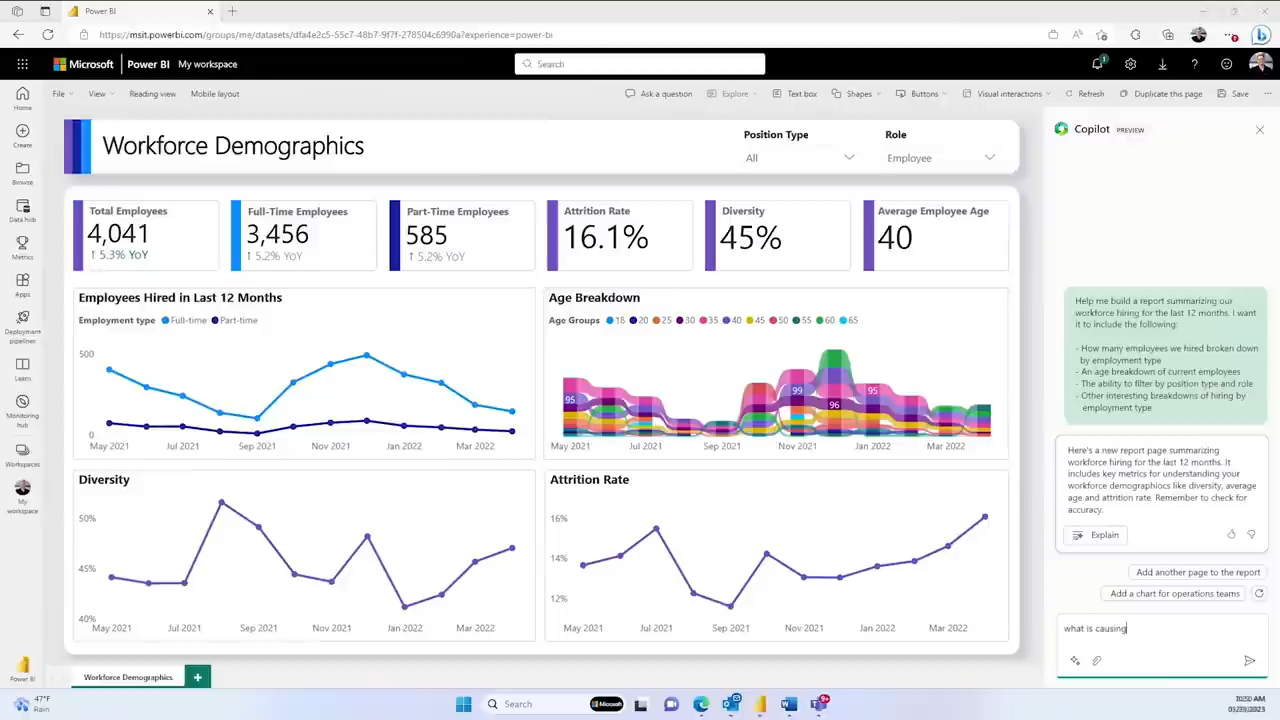 Power BI
https://msit.powerbi.com/groups/me/datasets/dfa4e2c5-55c7-48b7-9f7f-278504c6990a?experience=power-bi
Microsoft Power BI My workspace
Search
1
File View Reading view Mobile layout
Ask a question Explore Text box Shapes Buttons Visual interactions Refresh Duplicate this page Save
Home
Create
Browse
Data hub
Metrics
Apps
Deployment pipelines
Learn
Monitoring hub
Workspaces
My workspace
Power BI
Workforce Demographics
Position Type
All
Role
Employee
Total Employees
4,041
↑ 5.3% YoY
Full-Time Employees
3,456
↑ 5.2% YoY
Part-Time Employees
585
↑ 5.2% YoY
Attrition Rate
16.1%
Diversity
45%
Average Employee Age
40
Employees Hired in Last 12 Months
Employment type Full-time Part-time
500
0
May 2021 Jul 2021 Sep 2021 Nov 2021 Jan 2022 Mar 2022
Age Breakdown
Age Groups 18 20 25 30 35 40 45 50 55 60 65
95 99 96 95
May 2021 Jul 2021 Sep 2021 Nov 2021 Jan 2022 Mar 2022
Diversity
50%
45%
40%
May 2021 Jul 2021 Sep 2021 Nov 2021 Jan 2022 Mar 2022
Attrition Rate
16%
14%
12%
May 2021 Jul 2021 Sep 2021 Nov 2021 Jan 2022 Mar 2022
Workforce Demographics
Copilot PREVIEW
Help me build a report summarizing our
workforce hiring for the last 12 months. I want
to include the following:
- How many employees we hired broken down
by employment type
- An age breakdown of current employees
- The ability to filter by position type and role
- Other interesting breakdowns of hiring by
employment type
Here's a new report page summarizing
workforce hiring for the last 12 months. It
includes key metrics for understanding your
workforce demographiocs like diversity, average
age and attrition rate. Remember to check for
accuracy.
Explain
Add another page to the report
Add a chart for operations teams
what is causing
47°F
Rain
Search
Microsoft